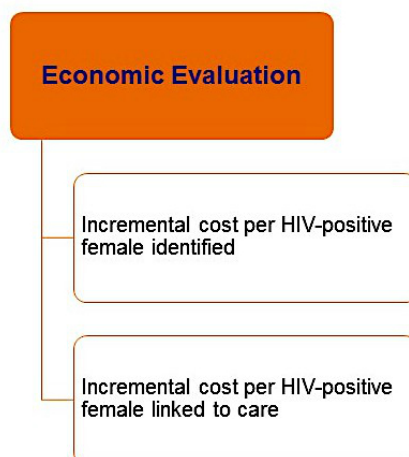 Economic Evaluation
Incremental cost per HIV-positive
female identified
Incremental cost per HIV-positive
female linked to care